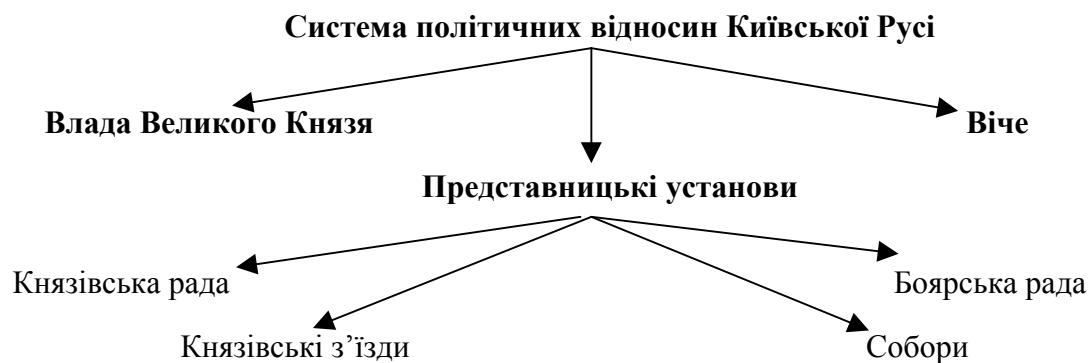 Система політичних відносин Київської Русі
Влада Великого Князя Віче
Представницькі установи
Князівська рада Боярська рада
Князівські з’їзди Собори